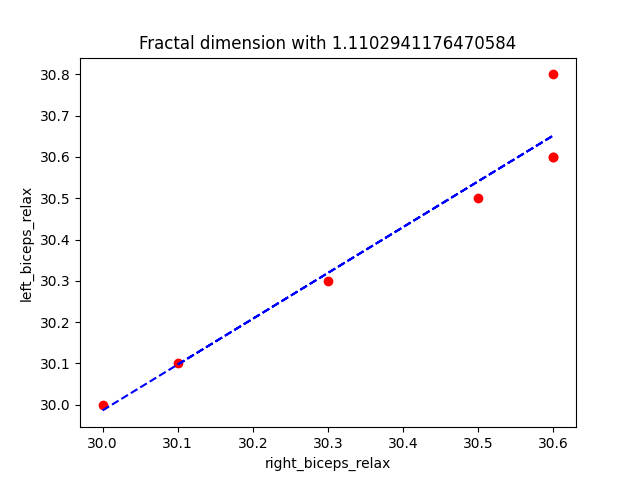 Fractal dimension with 1.1102941176470584
30.8
30.7
30.6
30.5
30.4
30.3
30.2
30.1
30.0
left_biceps_relax
30.0 30.1 30.2 30.3 30.4 30.5 30.6
right_biceps_relax